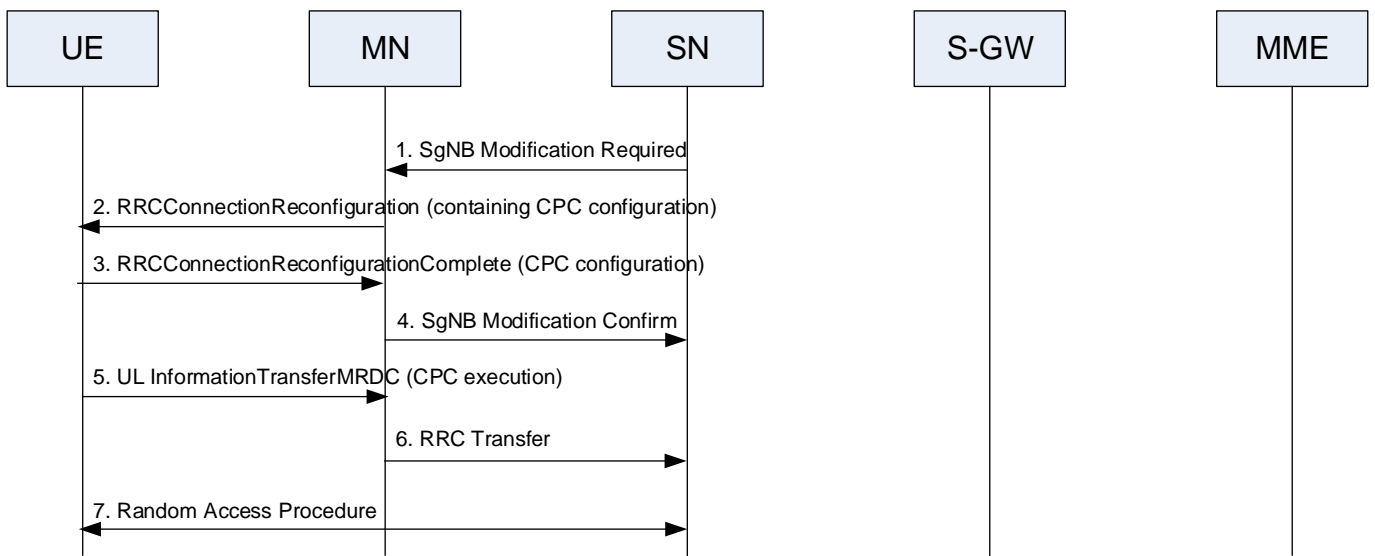 UE
MN
SN
S-GW
MME
1. SgNB Modification Required
2. RRCConnectionReconfiguration (containing CPC configuration)
3. RRCConnectionReconfigurationComplete (CPC configuration)
4. SgNB Modification Confirm
5. UL InformationTransferMRDC (CPC execution)
6. RRC Transfer
7. Random Access Procedure